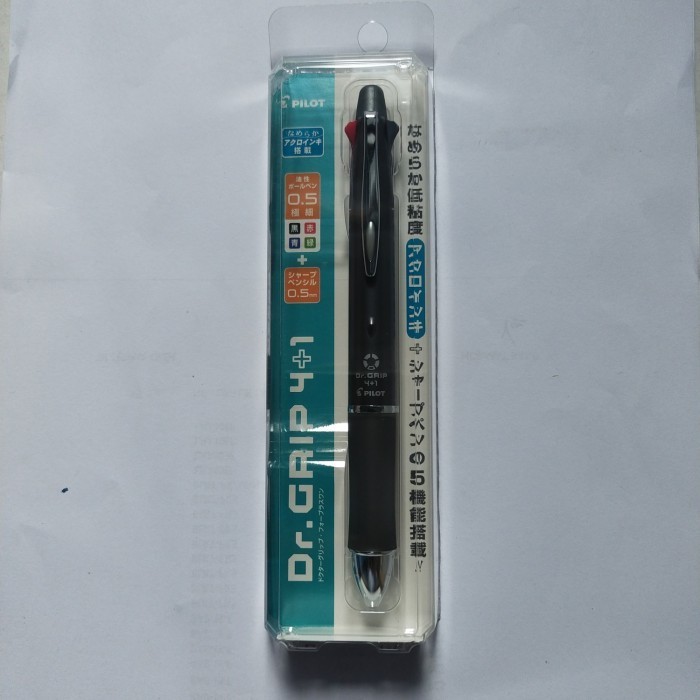 PILOT
なめらか
アクロインキ
搭載
油性
ボールペン
0.5
極細
黒 赤
青 緑
+
シャープ
ペンシル
0.5mm
Dr.GRIP 4+1
ドクターグリップ・フォープラスワン
なめらか低粘度アクロインキ+シャープペンの5機能搭載!!
Dr.GRIP
4+1
PILOT